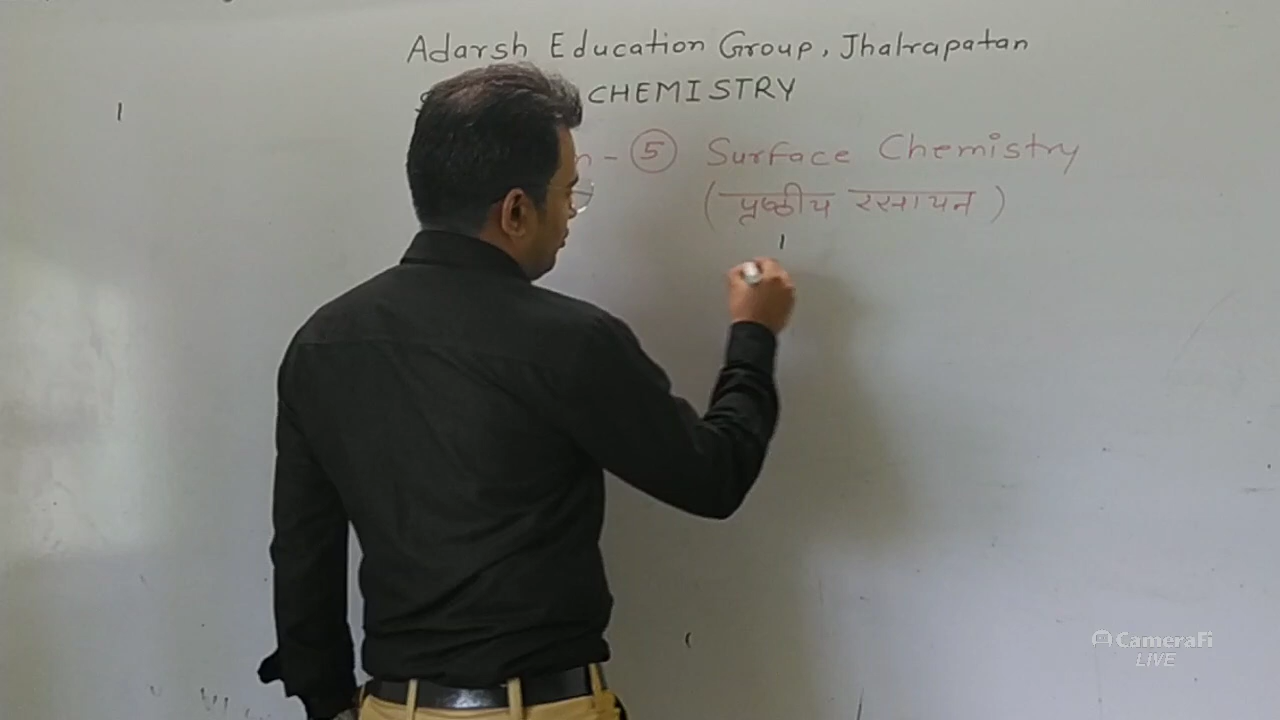 Adarsh Education Group, Jhalrapatan
CHEMISTRY
n - 5 Surface Chemistry
(पृष्ठीय रसायन)
CameraFi
LIVE